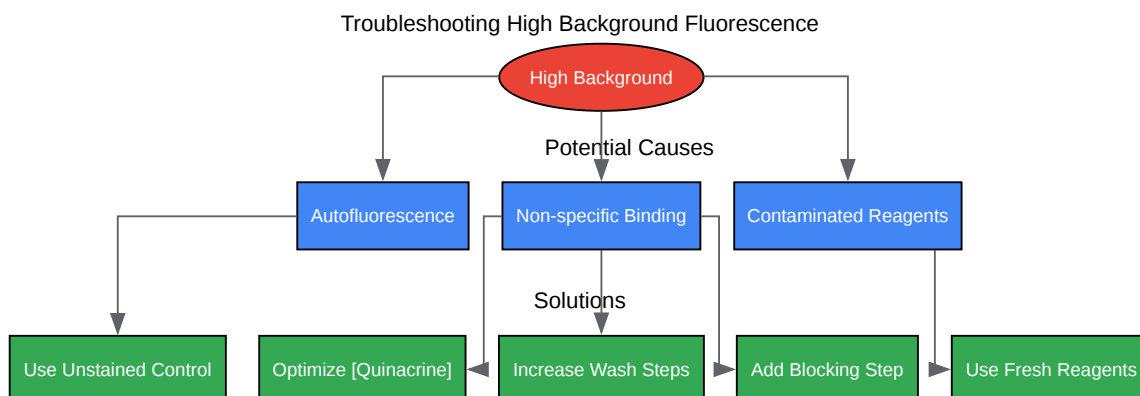 Troubleshooting High Background Fluorescence
High Background
Potential Causes
Autofluorescence
Non-specific Binding
Contaminated Reagents
Solutions
Use Unstained Control
Optimize [Quinacrine]
Increase Wash Steps
Add Blocking Step
Use Fresh Reagents